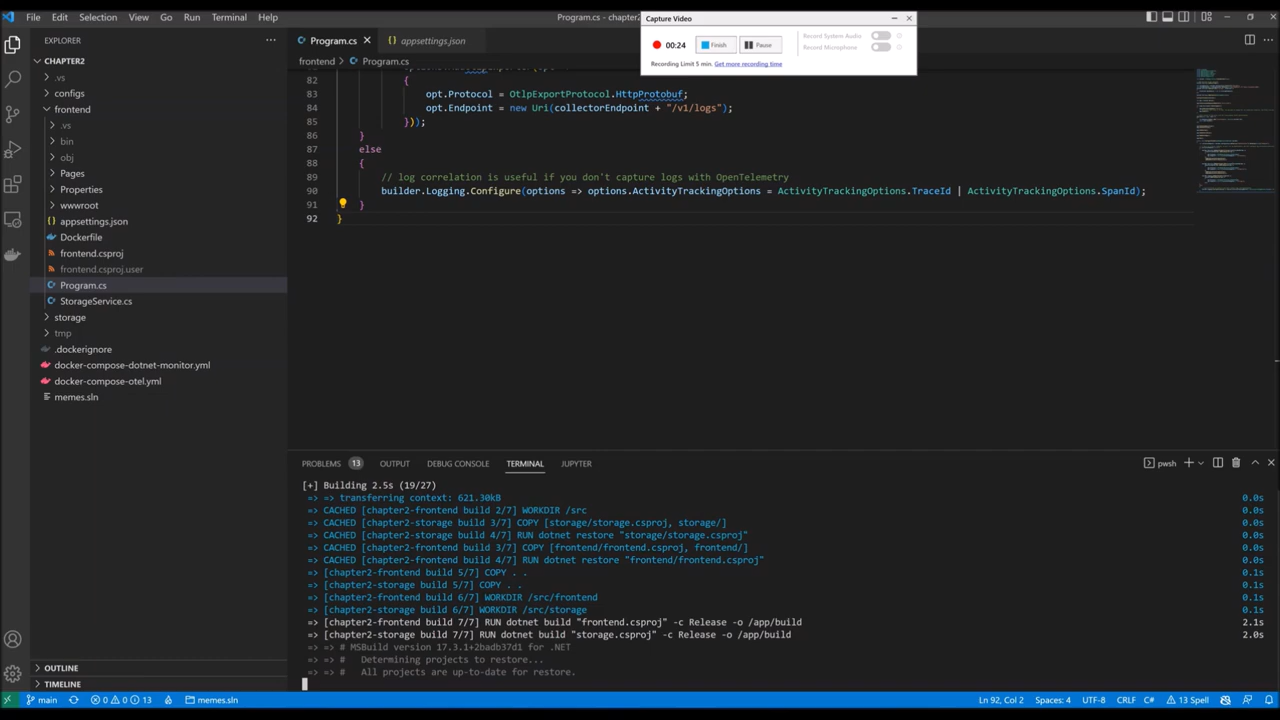 File Edit Selection View Go Run Terminal Help
Program.cs - chapter2
Capture Video
00:24 Finish Pause
Record System Audio
Record Microphone
Recording Limit 5 min. Get more recording time
EXPLORER
CHAPTER2
.vs
configs
frontend
.vs
bin
obj
Pages
Properties
wwwroot
appsettings.json
Dockerfile
frontend.csproj
frontend.csproj.user
Program.cs
StorageService.cs
storage
tmp
.dockerignore
docker-compose-dotnet-monitor.yml
docker-compose-otel.yml
memes.sln
OUTLINE
TIMELINE
Program.cs appsettings.json
frontend > Program.cs
82 {
83 opt.Protocol = OtlpExportProtocol.HttpProtobuf;
84 opt.Endpoint = new Uri(collectorEndpoint + "/v1/logs");
85 }));
86 }
87 else
88 {
89 // log correlation is useful if you don't capture logs with OpenTelemetry
90 builder.Logging.Configure(options => options.ActivityTrackingOptions = ActivityTrackingOptions.TraceId | ActivityTrackingOptions.SpanId);
91 }
92 }
PROBLEMS 13 OUTPUT DEBUG CONSOLE TERMINAL JUPYTER
pwsh
[+] Building 2.5s (19/27)
=> => transferring context: 621.30kB 0.0s
=> CACHED [chapter2-frontend build 2/7] WORKDIR /src 0.0s
=> CACHED [chapter2-storage build 3/7] COPY [storage/storage.csproj, storage/] 0.0s
=> CACHED [chapter2-storage build 4/7] RUN dotnet restore "storage/storage.csproj" 0.0s
=> CACHED [chapter2-frontend build 3/7] COPY [frontend/frontend.csproj, frontend/] 0.0s
=> CACHED [chapter2-frontend build 4/7] RUN dotnet restore "frontend/frontend.csproj" 0.0s
=> [chapter2-frontend build 5/7] COPY . . 0.1s
=> [chapter2-storage build 5/7] COPY . . 0.1s
=> [chapter2-frontend build 6/7] WORKDIR /src/frontend 0.1s
=> [chapter2-storage build 6/7] WORKDIR /src/storage 0.1s
=> [chapter2-frontend build 7/7] RUN dotnet build "frontend.csproj" -c Release -o /app/build 2.1s
=> [chapter2-storage build 7/7] RUN dotnet build "storage.csproj" -c Release -o /app/build 2.0s
=> => # MSBuild version 17.3.1+2badb37d1 for .NET
=> => # Determining projects to restore...
=> => # All projects are up-to-date for restore.
main 0 0 13 memes.sln
Ln 92, Col 2 Spaces: 4 UTF-8 CRLF C# 13 Spell